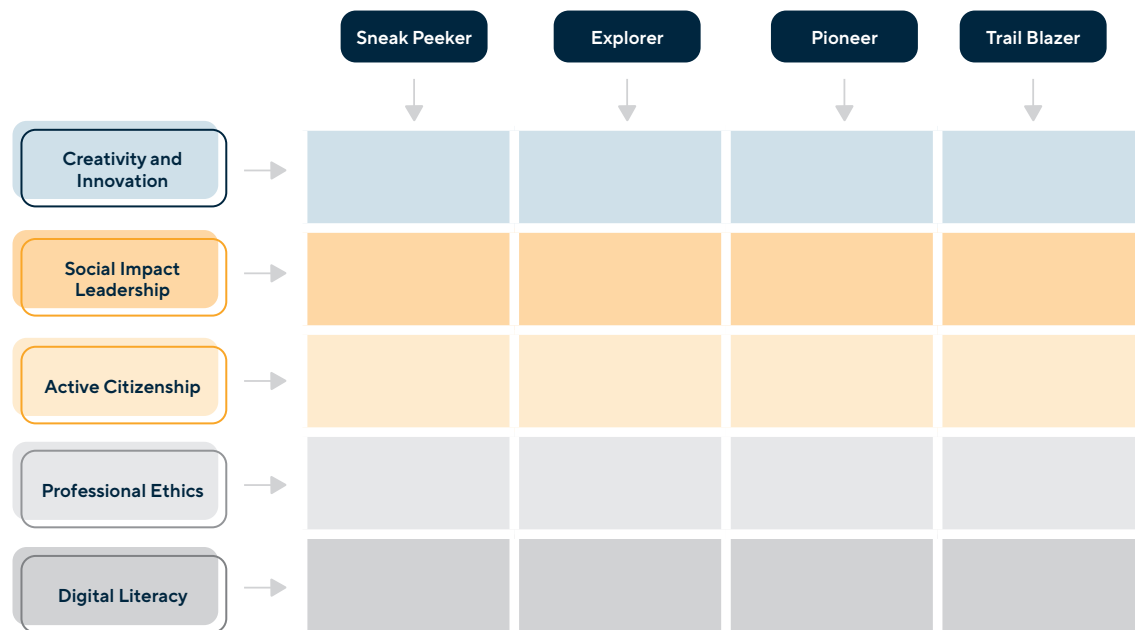 Sneak Peeker
Explorer
Pioneer
Trail Blazer
Creativity and
Innovation
Social Impact
Leadership
Active Citizenship
Professional Ethics
Digital Literacy